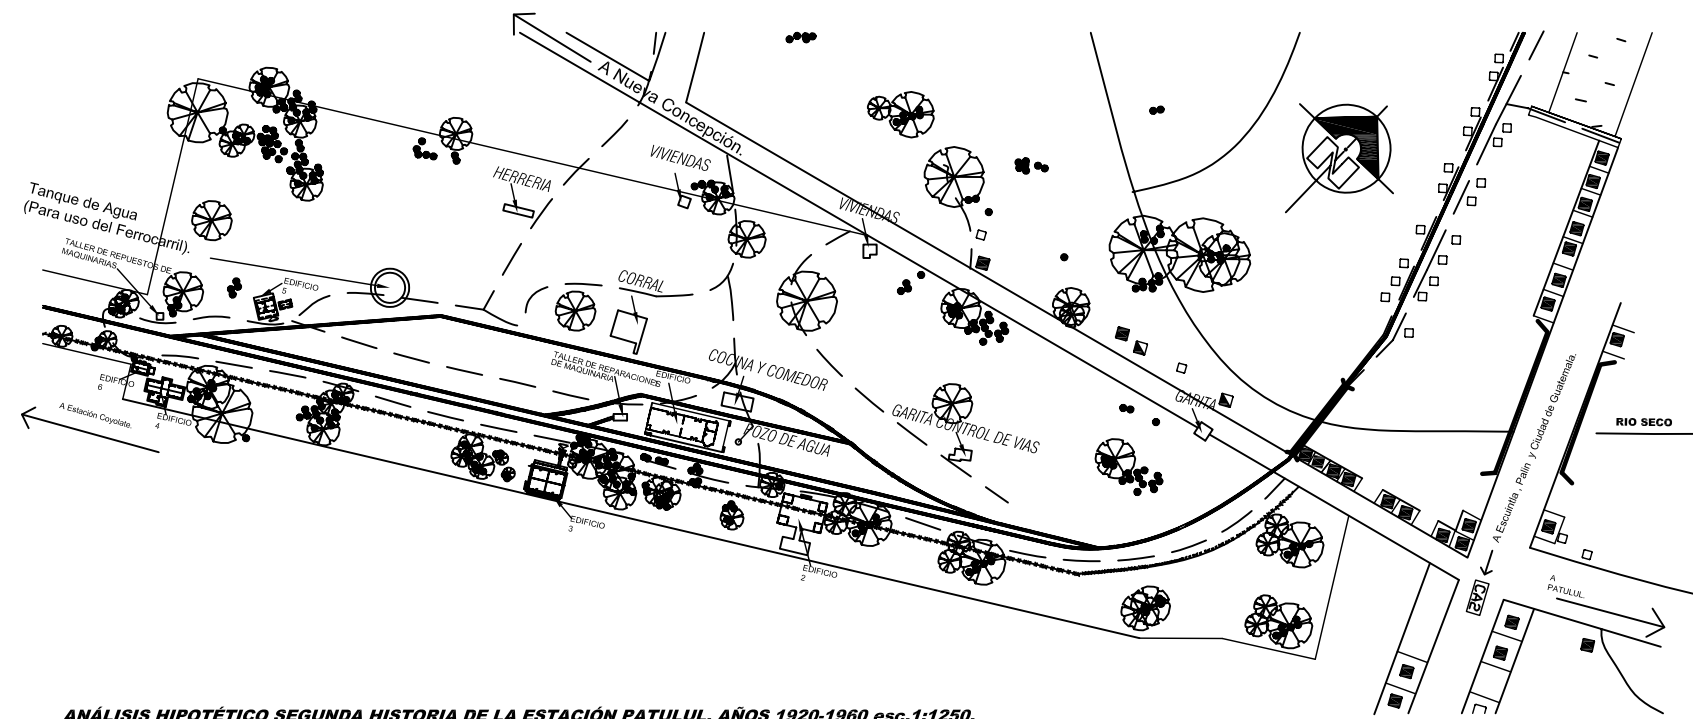 A Nueva Concepción.
VIVIENDAS
HERRERIA
Tanque de Agua
(Para uso del Ferrocarril).
VIVIENDAS
TALLER DE REPUESTOS DE
MAQUINARIAS
EDIFICIO
5
CORRAL
COCINA Y COMEDOR
TALLER DE REPARACIONES
DE MAQUINARIA
EDIFICIO
EDIFICIO
6
EDIFICIO
4
A Estación Coyolate.
POZO DE AGUA
GARITA CONTROL DE VIAS
GARITA
RIO SECO
A Escuintla , Palín y Ciudad de Guatemala.
EDIFICIO
3
EDIFICIO
2
CA2
A
PATULUL.
N
ANÁLISIS HIPOTÉTICO SEGUNDA HISTORIA DE LA ESTACIÓN PATULUL. AÑOS 1920-1960 esc.1:1250.